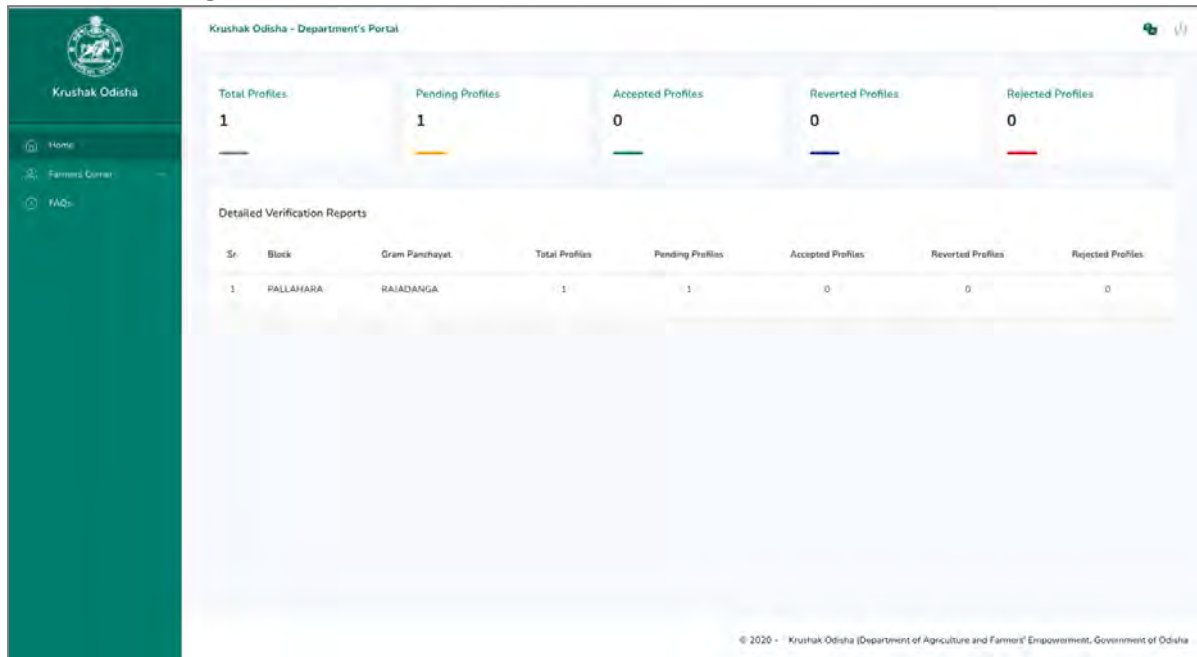 Krushak Odisha
Home
Farmers Corner
FAQs
Krushak Odisha - Department's Portal
Total Profiles
1
Pending Profiles
1
Accepted Profiles
0
Reverted Profiles
0
Rejected Profiles
0
Detailed Verification Reports
Sr Block Gram Panchayat Total Profiles Pending Profiles Accepted Profiles Reverted Profiles Rejected Profiles
1 PALLAHARA RAJADANGA 1 1 0 0 0
© 2020 - Krushak Odisha (Department of Agriculture and Farmers' Empowerment, Government of Odisha